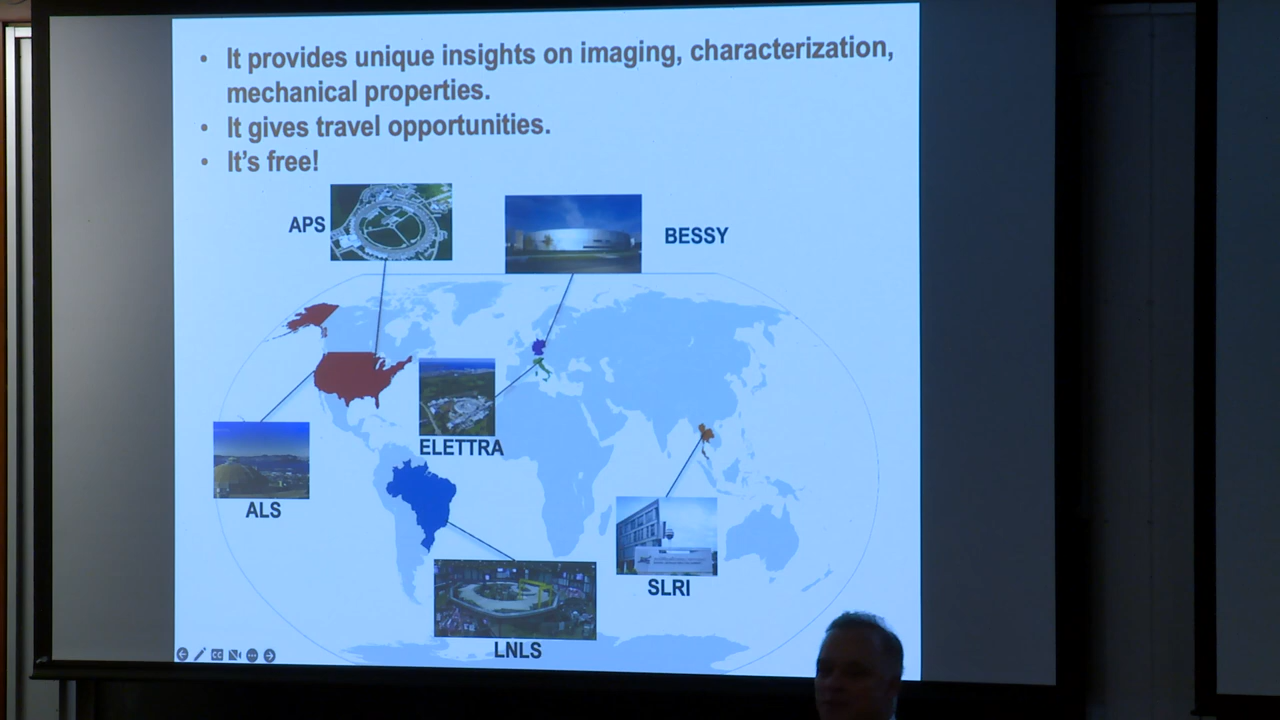 • It provides unique insights on imaging, characterization,
mechanical properties.
• It gives travel opportunities.
• It's free!
APS
BESSY
ELETTRA
ALS
SLRI
LNLS